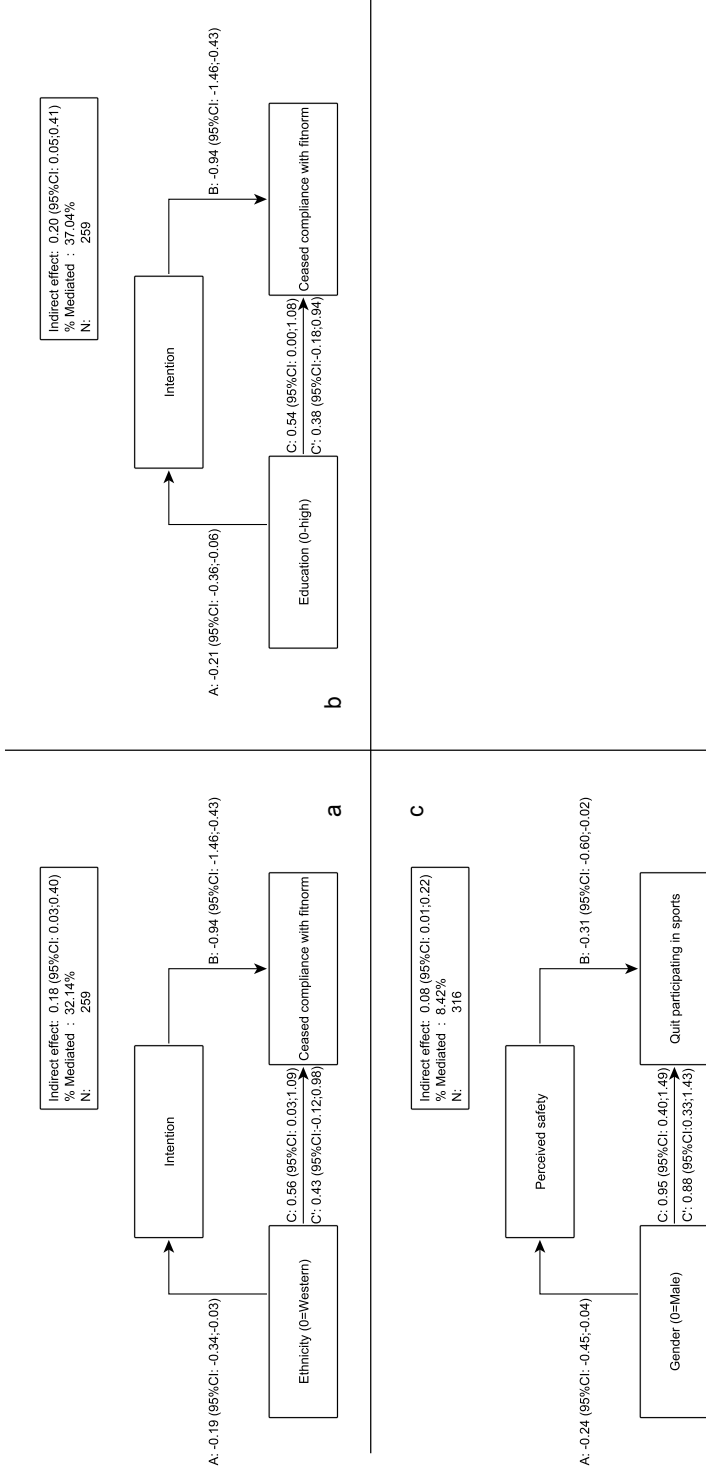 Indirect effect: 0.18 (95%CI: 0.03;0.40)
% Mediated : 32.14%
N: 259
Intention
A: -0.19 (95%CI: -0.34;-0.03)
B: -0.94 (95%CI: -1.46;-0.43)
Ethnicity (0=Western)
C: 0.56 (95%CI: 0.03;1.09)
C': 0.43 (95%CI:-0.12;0.98)
Ceased compliance with fitnorm
a
Indirect effect: 0.20 (95%CI: 0.05;0.41)
% Mediated : 37.04%
N: 259
Intention
A: -0.21 (95%CI: -0.36;-0.06)
B: -0.94 (95%CI: -1.46;-0.43)
Education (0-high)
C: 0.54 (95%CI: 0.00;1.08)
C': 0.38 (95%CI:-0.18;0.94)
Ceased compliance with fitnorm
b
c
Indirect effect: 0.08 (95%CI: 0.01;0.22)
% Mediated : 8.42%
N: 316
Perceived safety
A: -0.24 (95%CI: -0.45;-0.04)
B: -0.31 (95%CI: -0.60;-0.02)
Gender (0=Male)
C: 0.95 (95%CI: 0.40;1.49)
C': 0.88 (95%CI:0.33;1.43)
Quit participating in sports